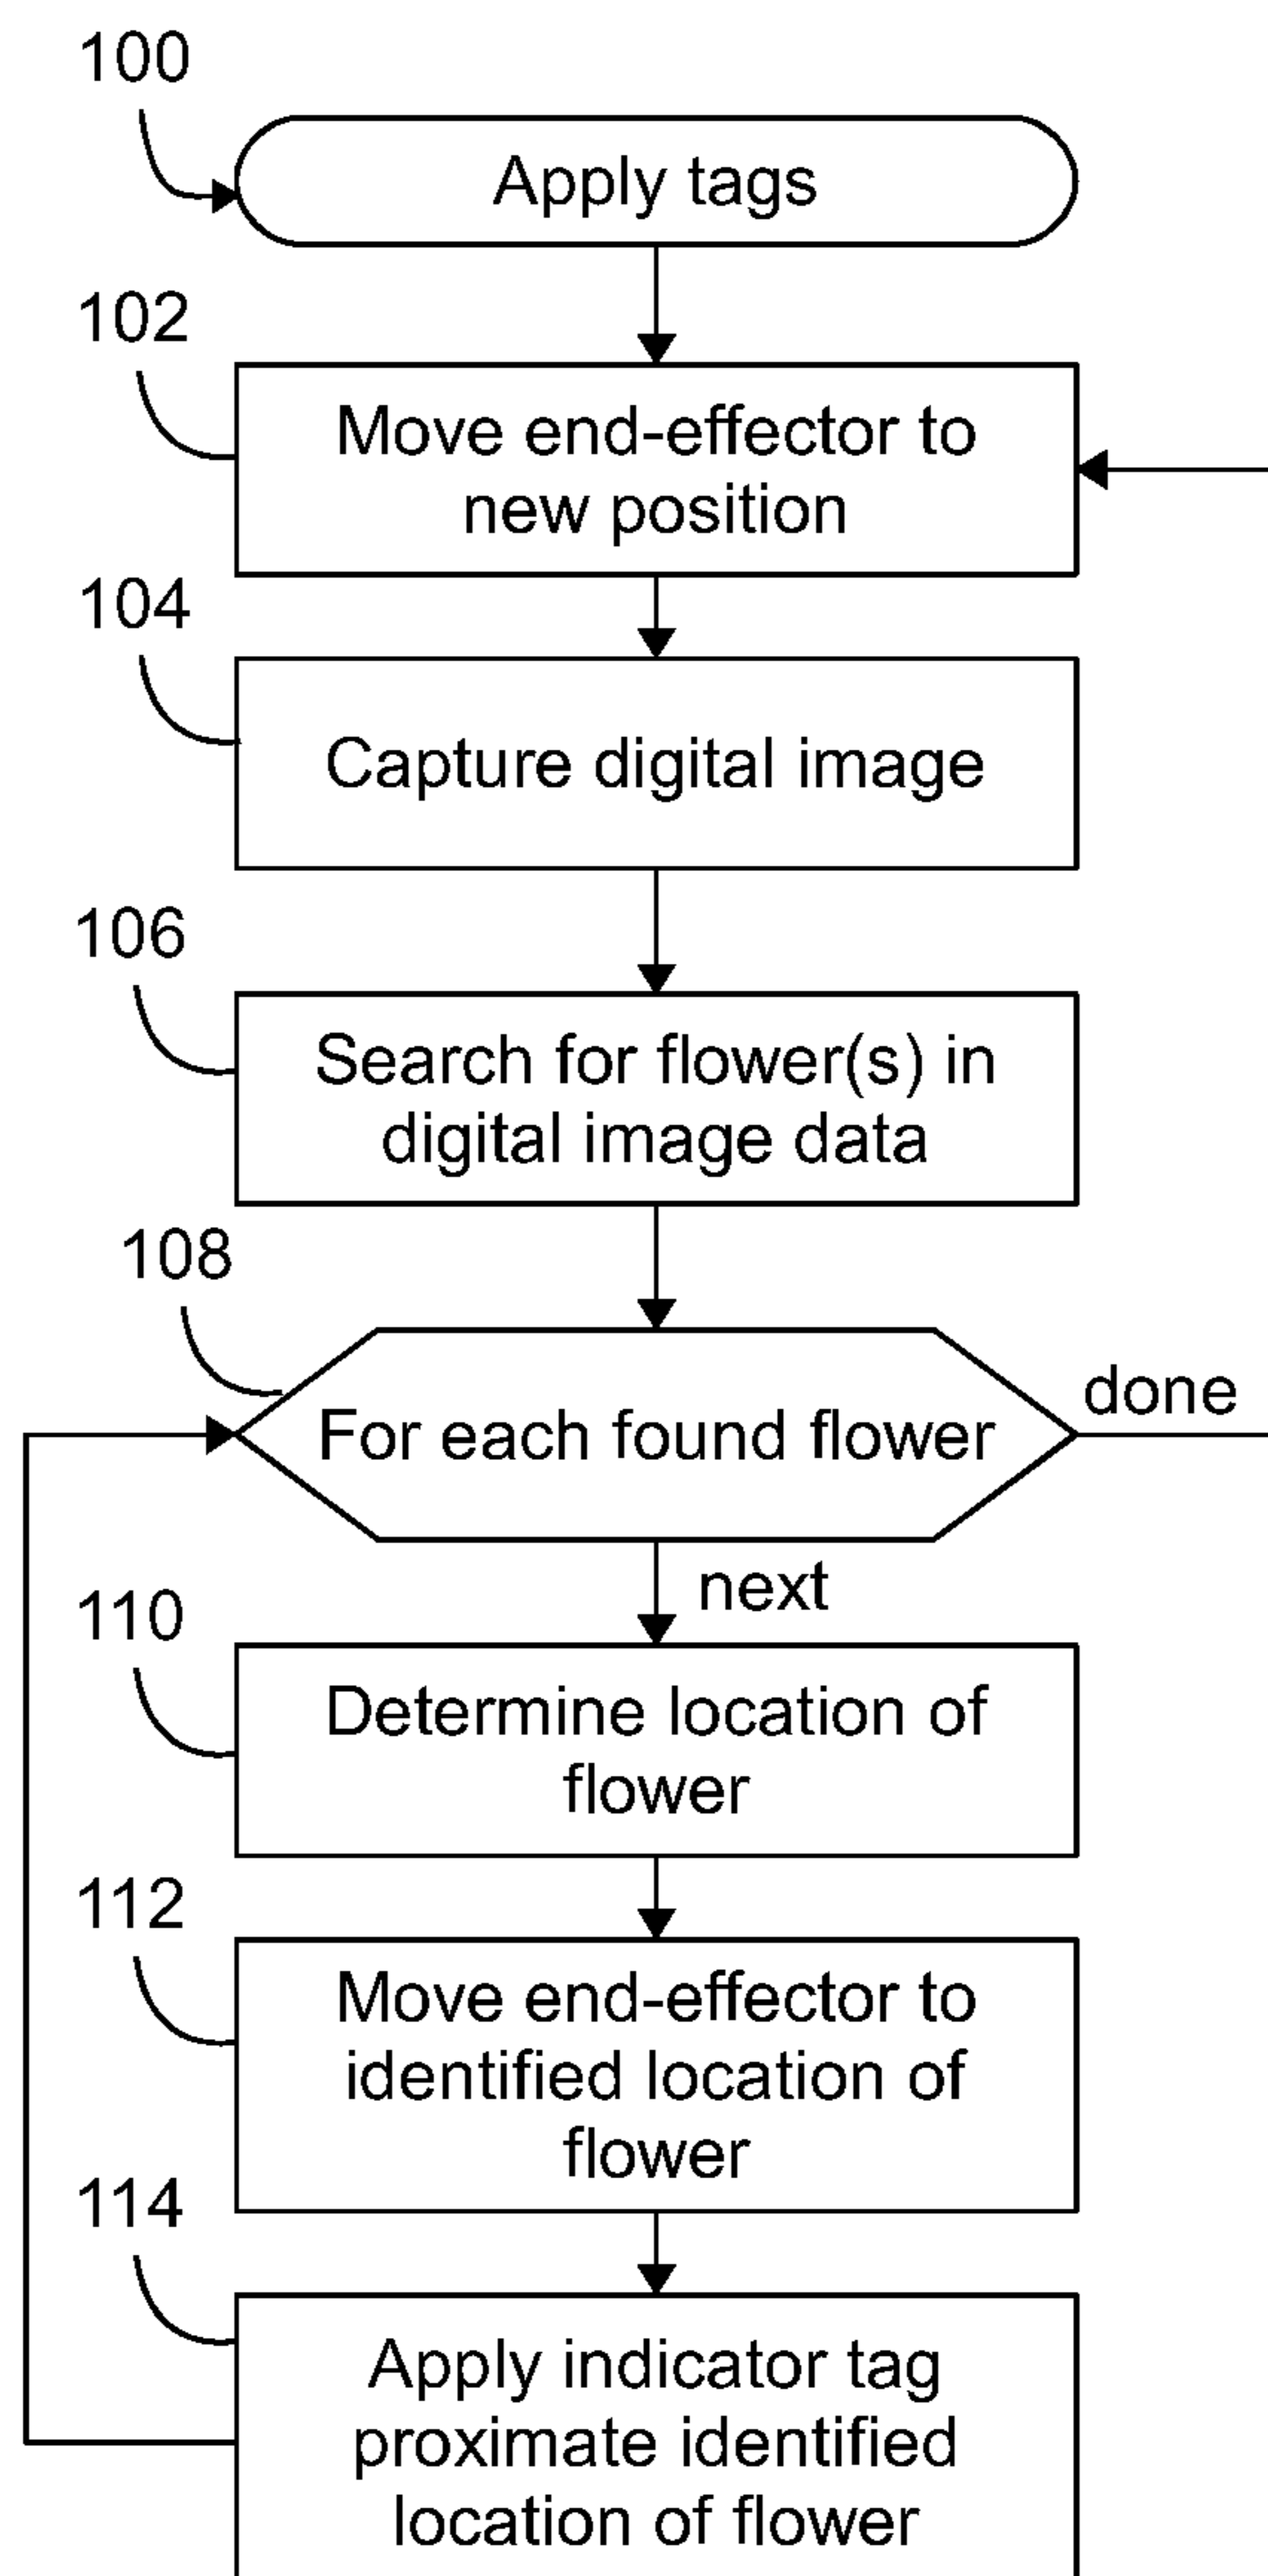 100
Apply tags
102
Move end-effector to
new position
104
Capture digital image
106
Search for flower(s) in
digital image data
108
For each found flower
done
next
110
Determine location of
flower
112
Move end-effector to
identified location of
flower
114
Apply indicator tag
proximate identified
location of flower